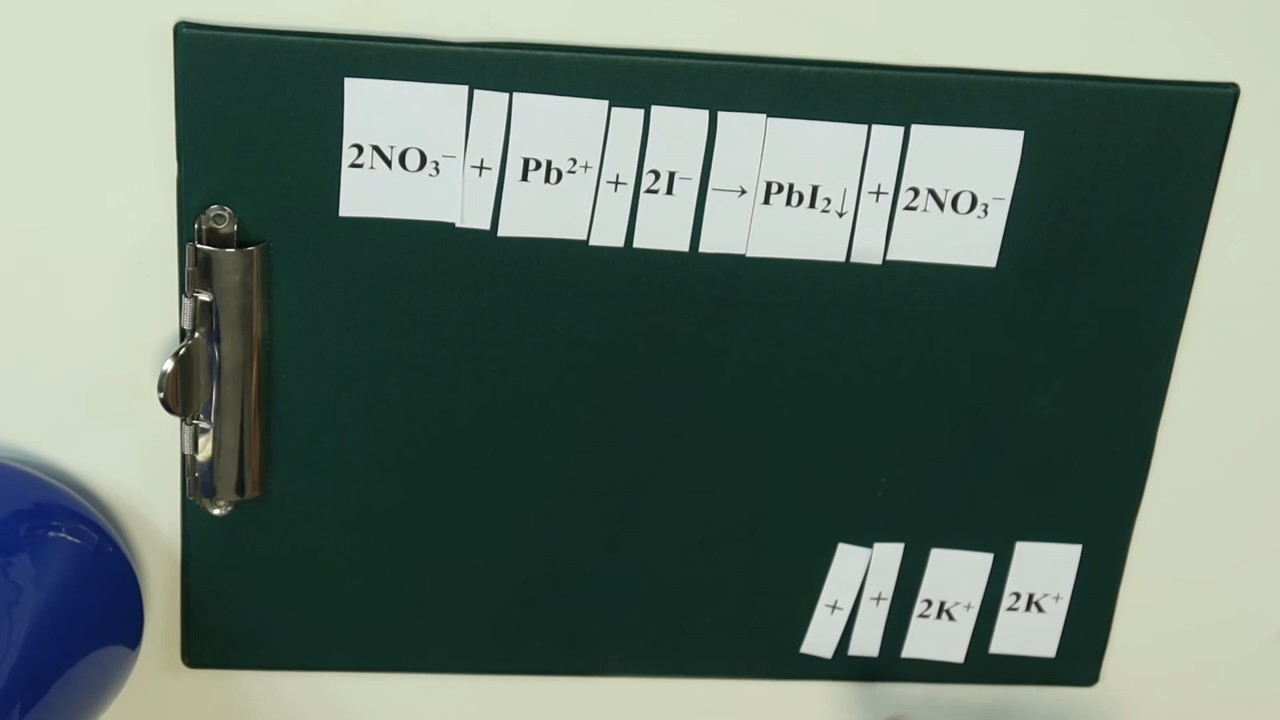 2NO₃⁻ + Pb²⁺ + 2I⁻ → PbI₂↓ + 2NO₃⁻
+ + 2K⁺ 2K⁺